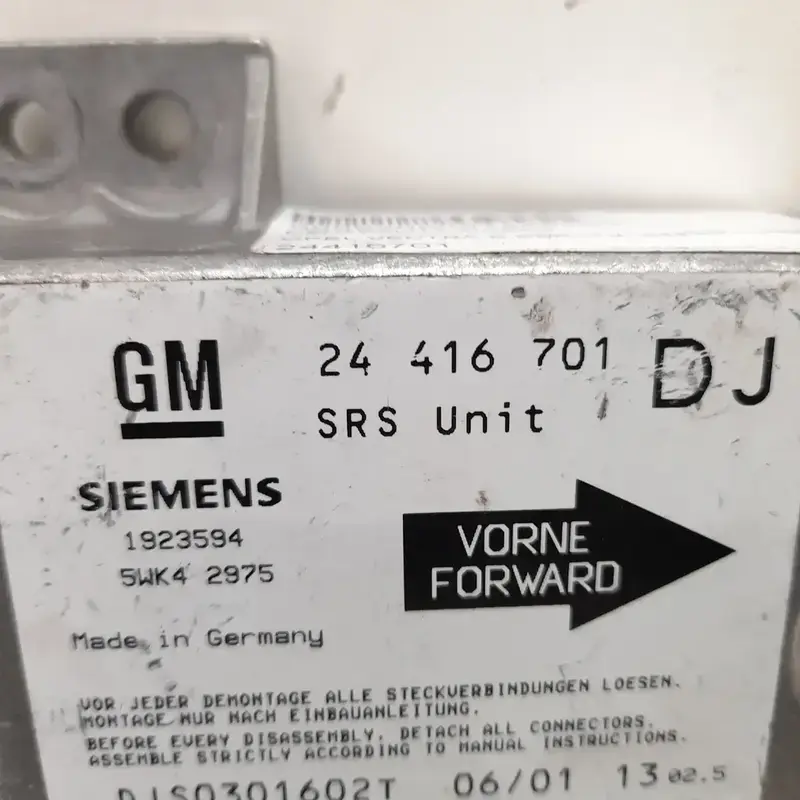 24416701
GM 24 416 701 DJ
SRS Unit
SIEMENS
1923594
5WK4 2975
VORNE
FORWARD
Made in Germany
VOR JEDER DEMONTAGE ALLE STECKVERBINDUNGEN LOESEN.
MONTAGE NUR NACH EINBAUANLEITUNG.
BEFORE EVERY DISASSEMBLY, DETACH ALL CONNECTORS.
ASSEMBLE STRICTLY ACCORDING TO MANUAL INSTRUCTIONS.
DJS0301602T 06/01 13 02.5